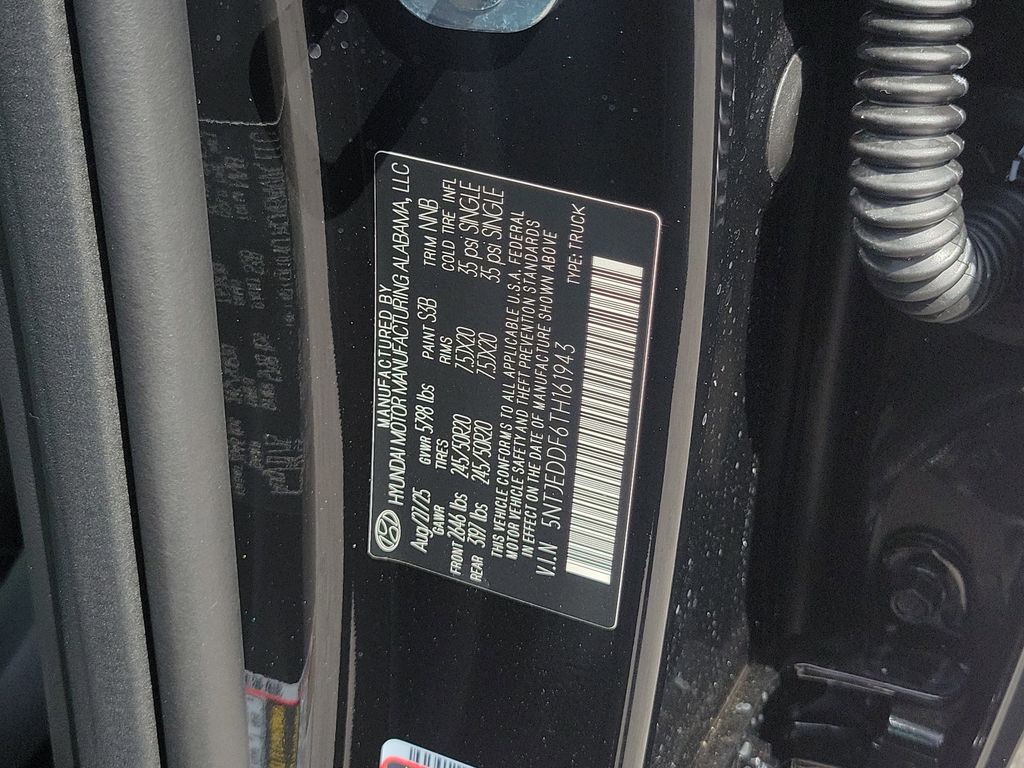 MANUFACTURED BY
HYUNDAI MOTOR MANUFACTURING ALABAMA, LLC
Aug/27/25 GVWR 5798 lbs PAINT S3B TRIM NNB
GAWR TIRES RIMS COLD TIRE INFL
FRONT 2646 lbs 245/50R20 7.5JX20 35 psi SINGLE
REAR 3197 lbs 245/50R20 7.5JX20 35 psi SINGLE
THIS VEHICLE CONFORMS TO ALL APPLICABLE U.S.A. FEDERAL
MOTOR VEHICLE SAFETY AND THEFT PREVENTION STANDARDS
IN EFFECT ON THE DATE OF MANUFACTURE SHOWN ABOVE
V.I.N 5NTJEDDF6TH161943 TYPE:TRUCK